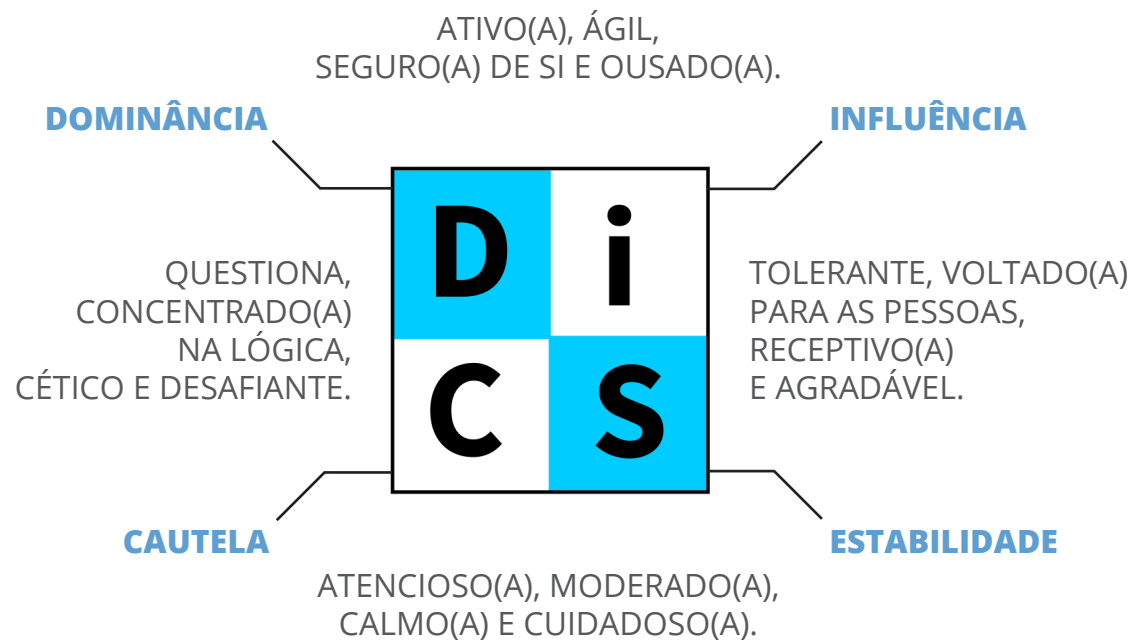 ATIVO(A), ÁGIL,
SEGURO(A) DE SI E OUSADO(A).
DOMINÂNCIA
INFLUÊNCIA
D i
QUESTIONA,
CONCENTRADO(A)
NA LÓGICA,
CÉTICO E DESAFIANTE.
TOLERANTE, VOLTADO(A)
PARA AS PESSOAS,
RECEPTIVO(A)
E AGRADÁVEL.
C S
CAUTELA
ESTABILIDADE
ATENCIOSO(A), MODERADO(A),
CALMO(A) E CUIDADOSO(A).